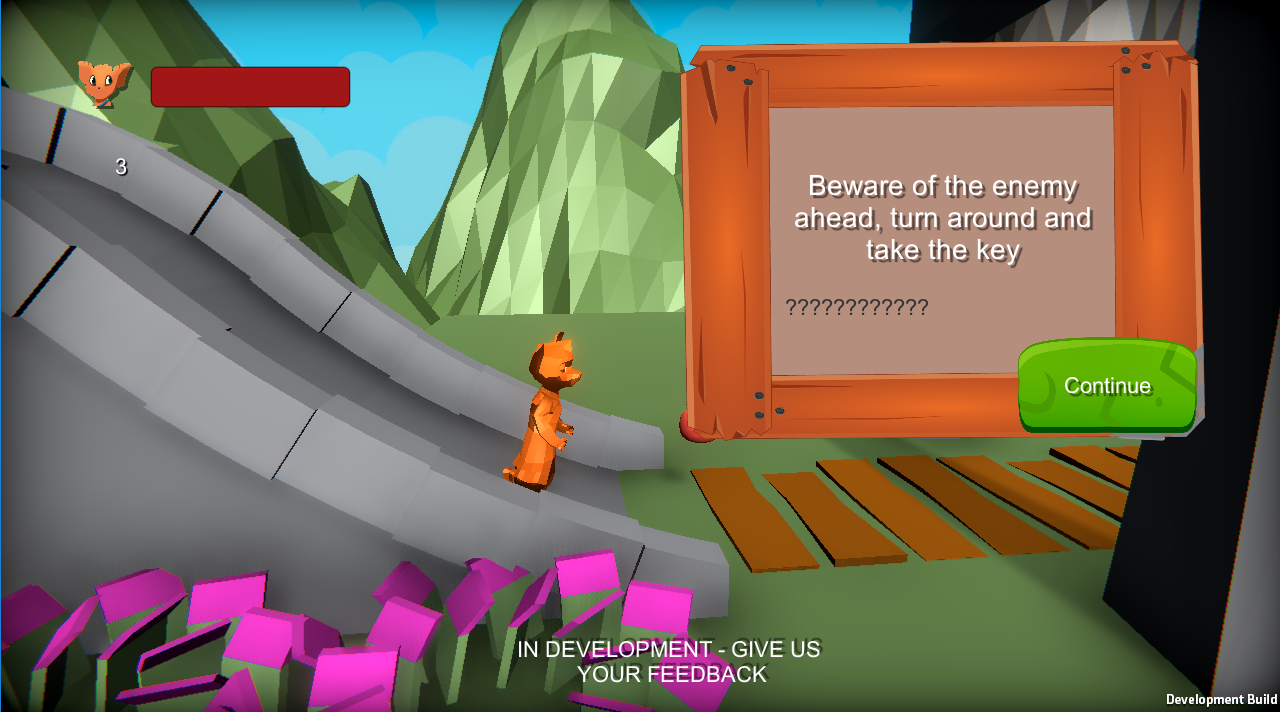 3
Beware of the enemy
ahead, turn around and
take the key
????????????
Continue
IN DEVELOPMENT - GIVE US
YOUR FEEDBACK
Development Build